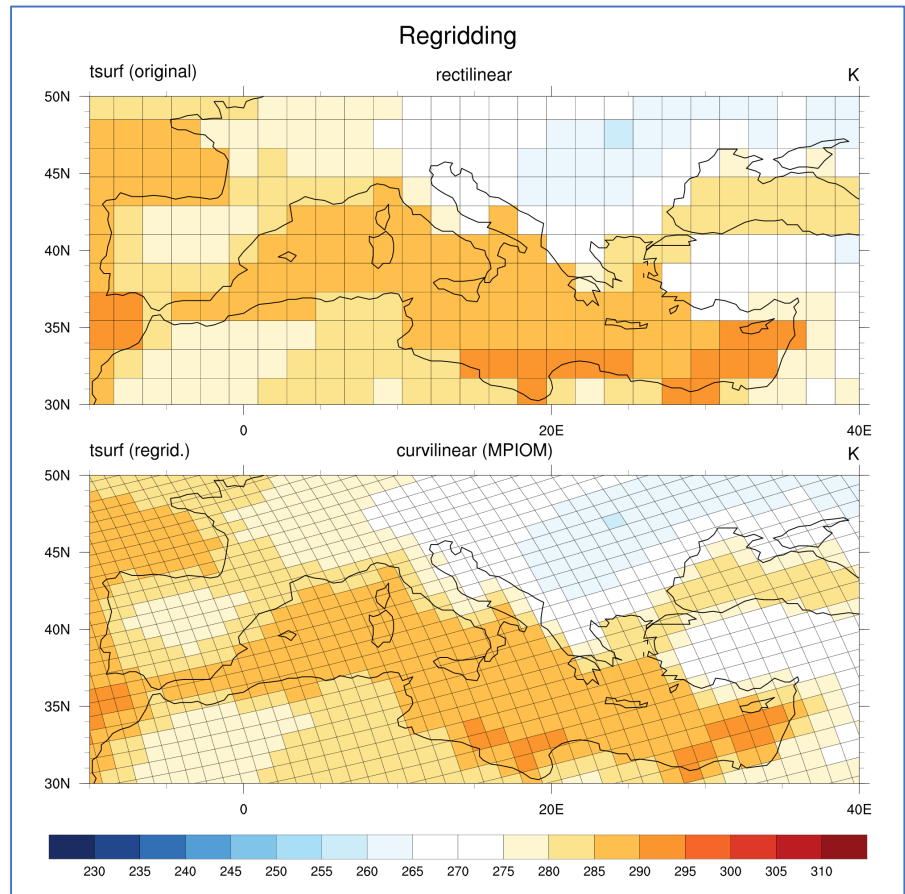 Regridding
tsurf (original) rectilinear K
50N
45N
40N
35N
30N
0 20E 40E
tsurf (regrid.) curvilinear (MPIOM) K
50N
45N
40N
35N
30N
0 20E 40E
230 235 240 245 250 255 260 265 270 275 280 285 290 295 300 305 310